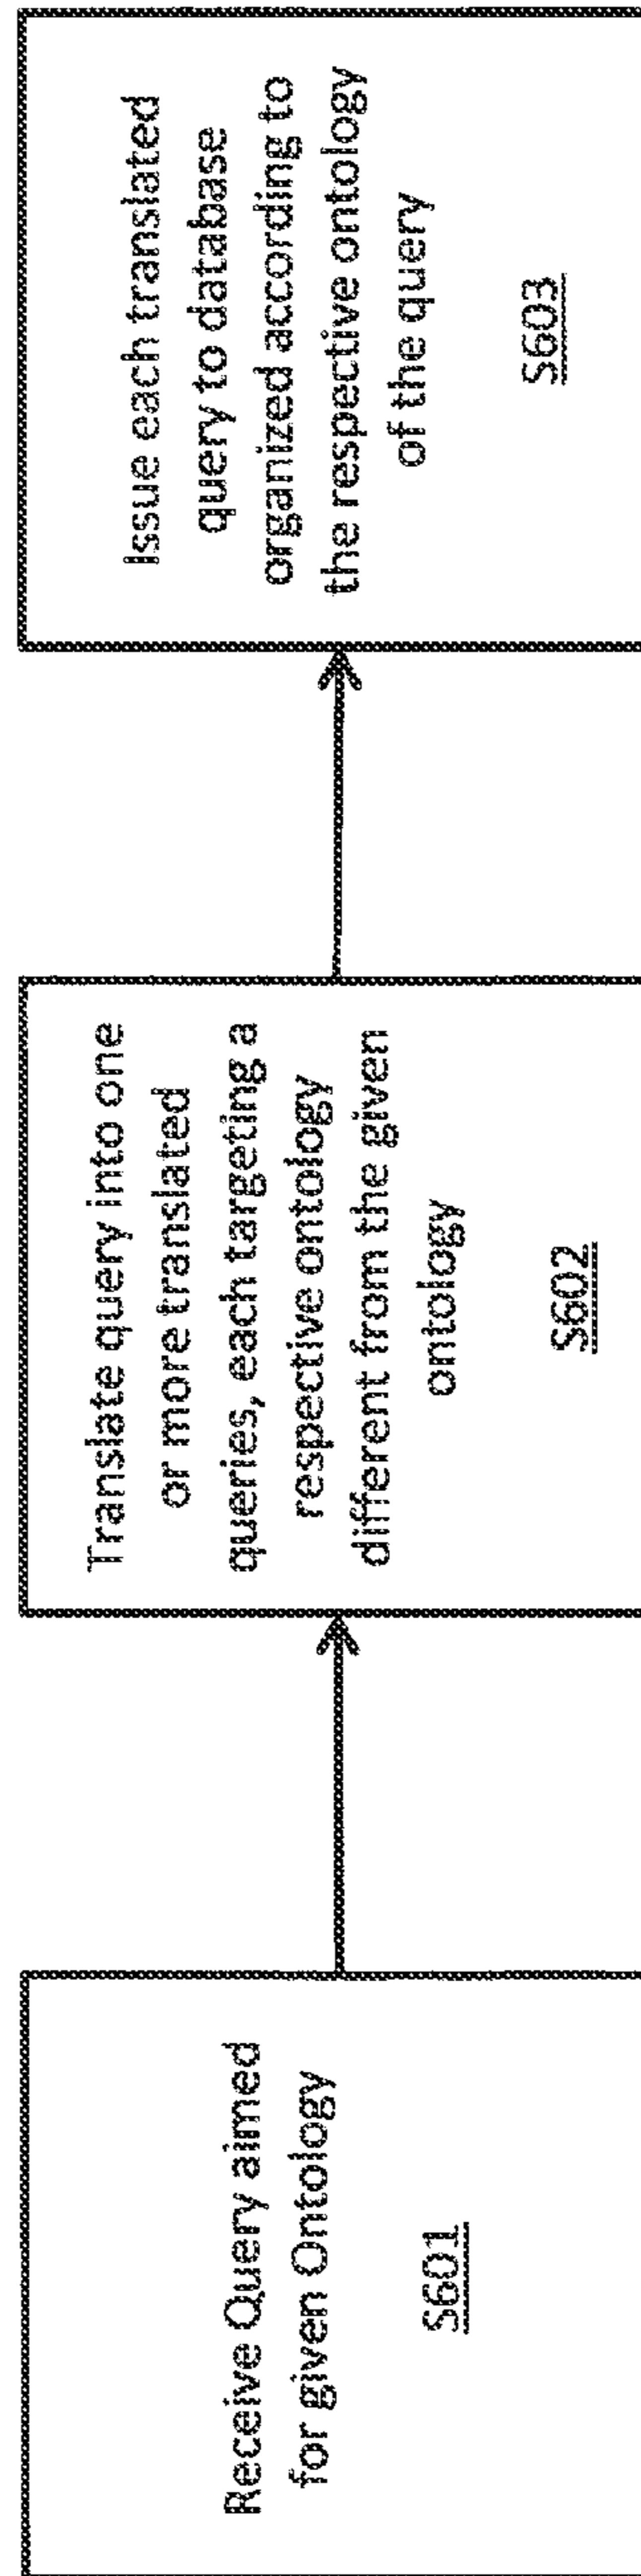 Receive Query aimed
for given Ontology
S601
Translate query into one
or more translated
queries, each targeting a
respective ontology
different from the given
ontology
S602
Issue each translated
query to database
organized according to
the respective ontology
of the query
S603